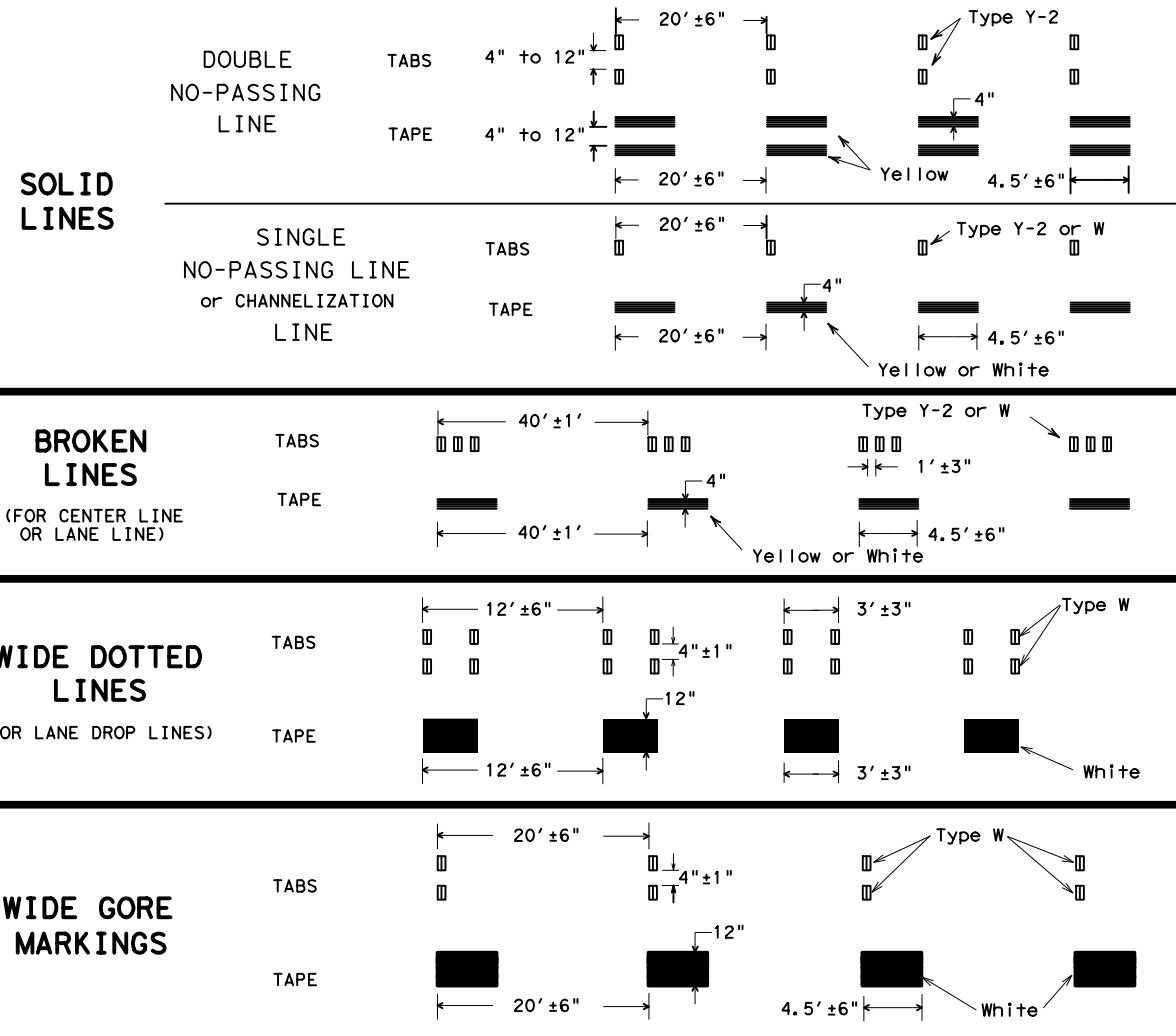 SOLID
LINES
DOUBLE
NO-PASSING
LINE
TABS
4" to 12"
20'±6"
Type Y-2
TAPE
4" to 12"
4"
20'±6"
Yellow
4.5'±6"
SINGLE
NO-PASSING LINE
or CHANNELIZATION
LINE
TABS
20'±6"
Type Y-2 or W
TAPE
4"
20'±6"
4.5'±6"
Yellow or White
BROKEN
LINES
(FOR CENTER LINE
OR LANE LINE)
TABS
40'±1'
Type Y-2 or W
1'±3"
TAPE
4"
40'±1'
4.5'±6"
Yellow or White
WIDE DOTTED
LINES
OR LANE DROP LINES)
TABS
12'±6"
3'±3"
Type W
4"±1"
TAPE
12"
12'±6"
3'±3"
White
WIDE GORE
MARKINGS
TABS
20'±6"
Type W
4"±1"
TAPE
12"
20'±6"
4.5'±6"
White